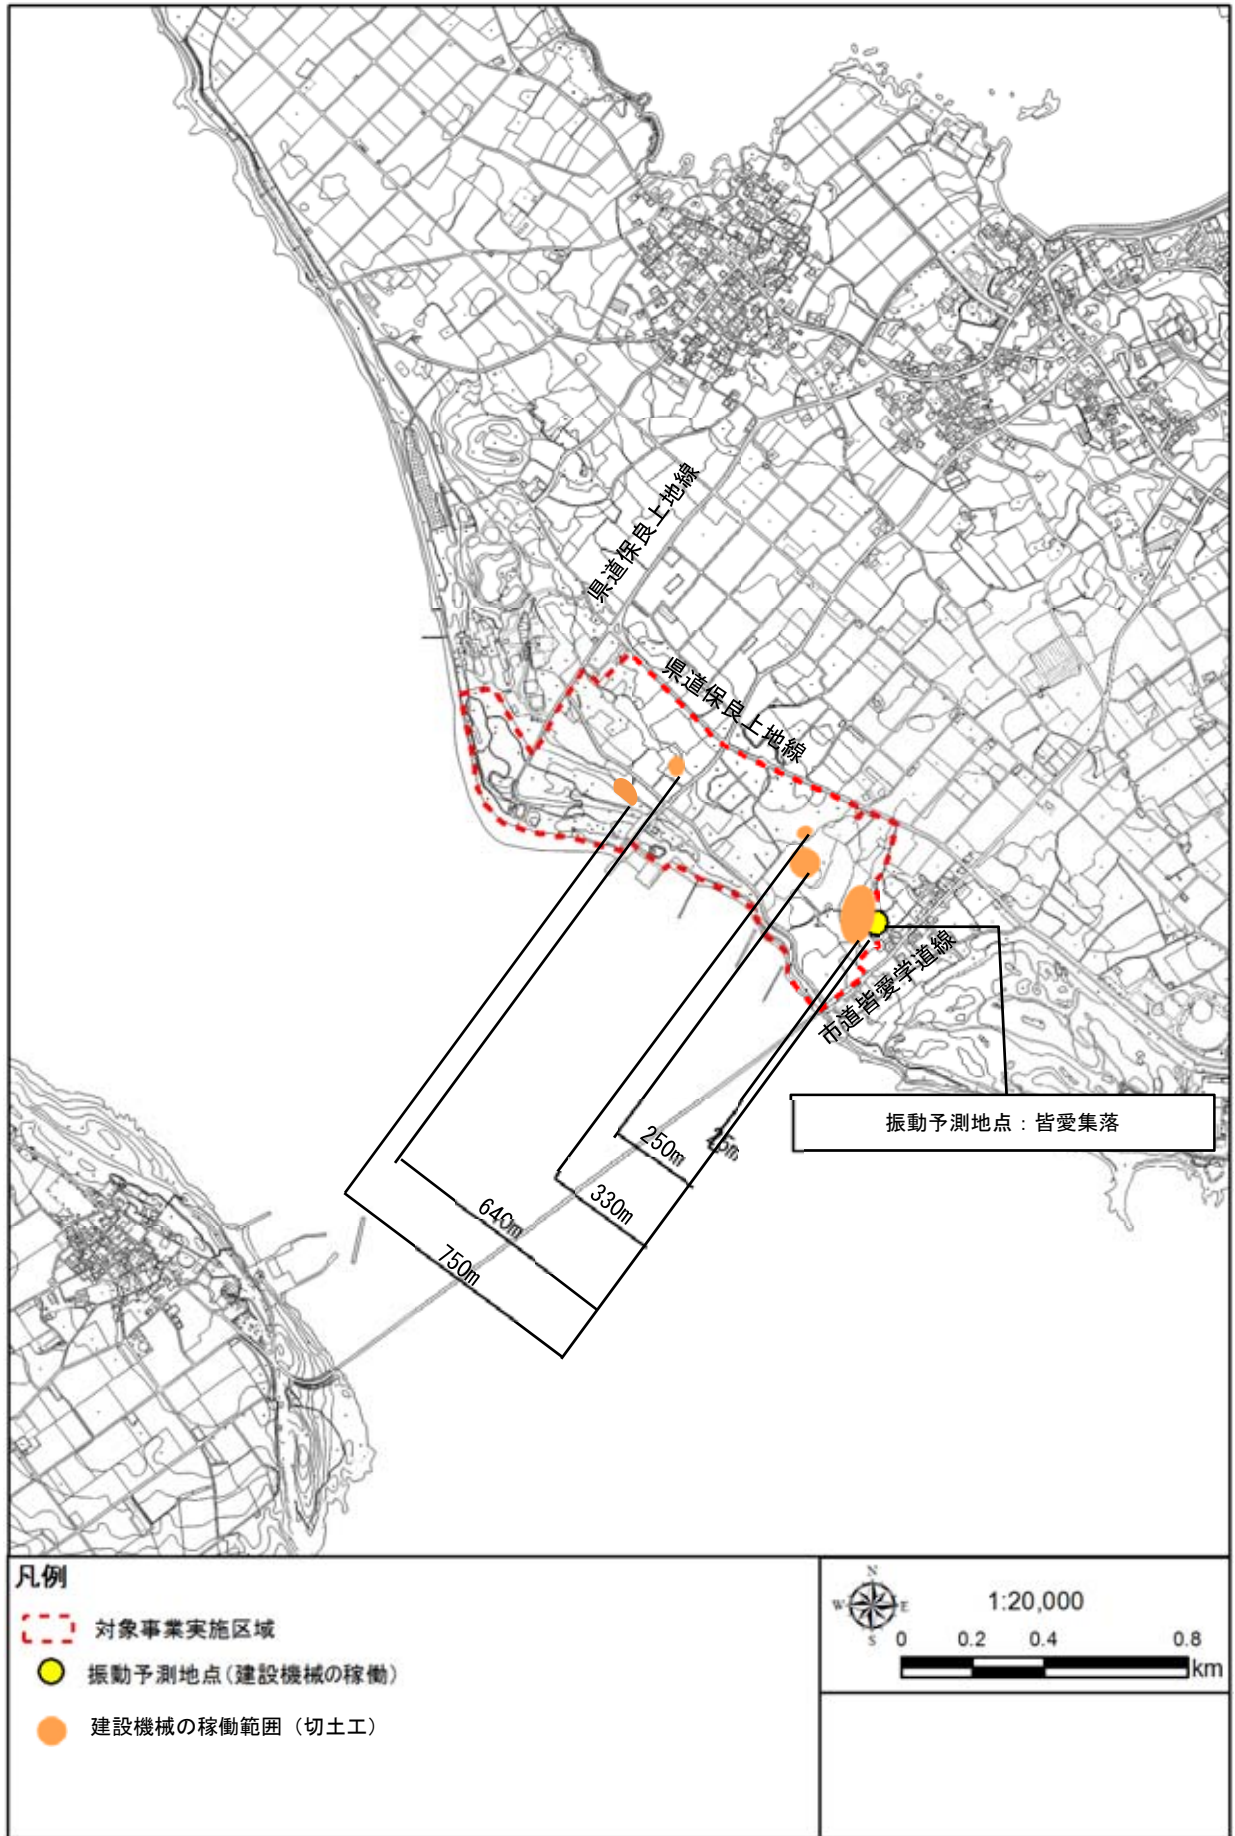 県道保良上地線
県道保良上地線
市道皆愛学道線
振動予測地点：皆愛集落
250m
330m
640m
750m
凡例
対象事業実施区域
振動予測地点(建設機械の稼働)
建設機械の稼働範囲（切土工）
N
W
E
S
1:20,000
0 0.2 0.4 0.8
km